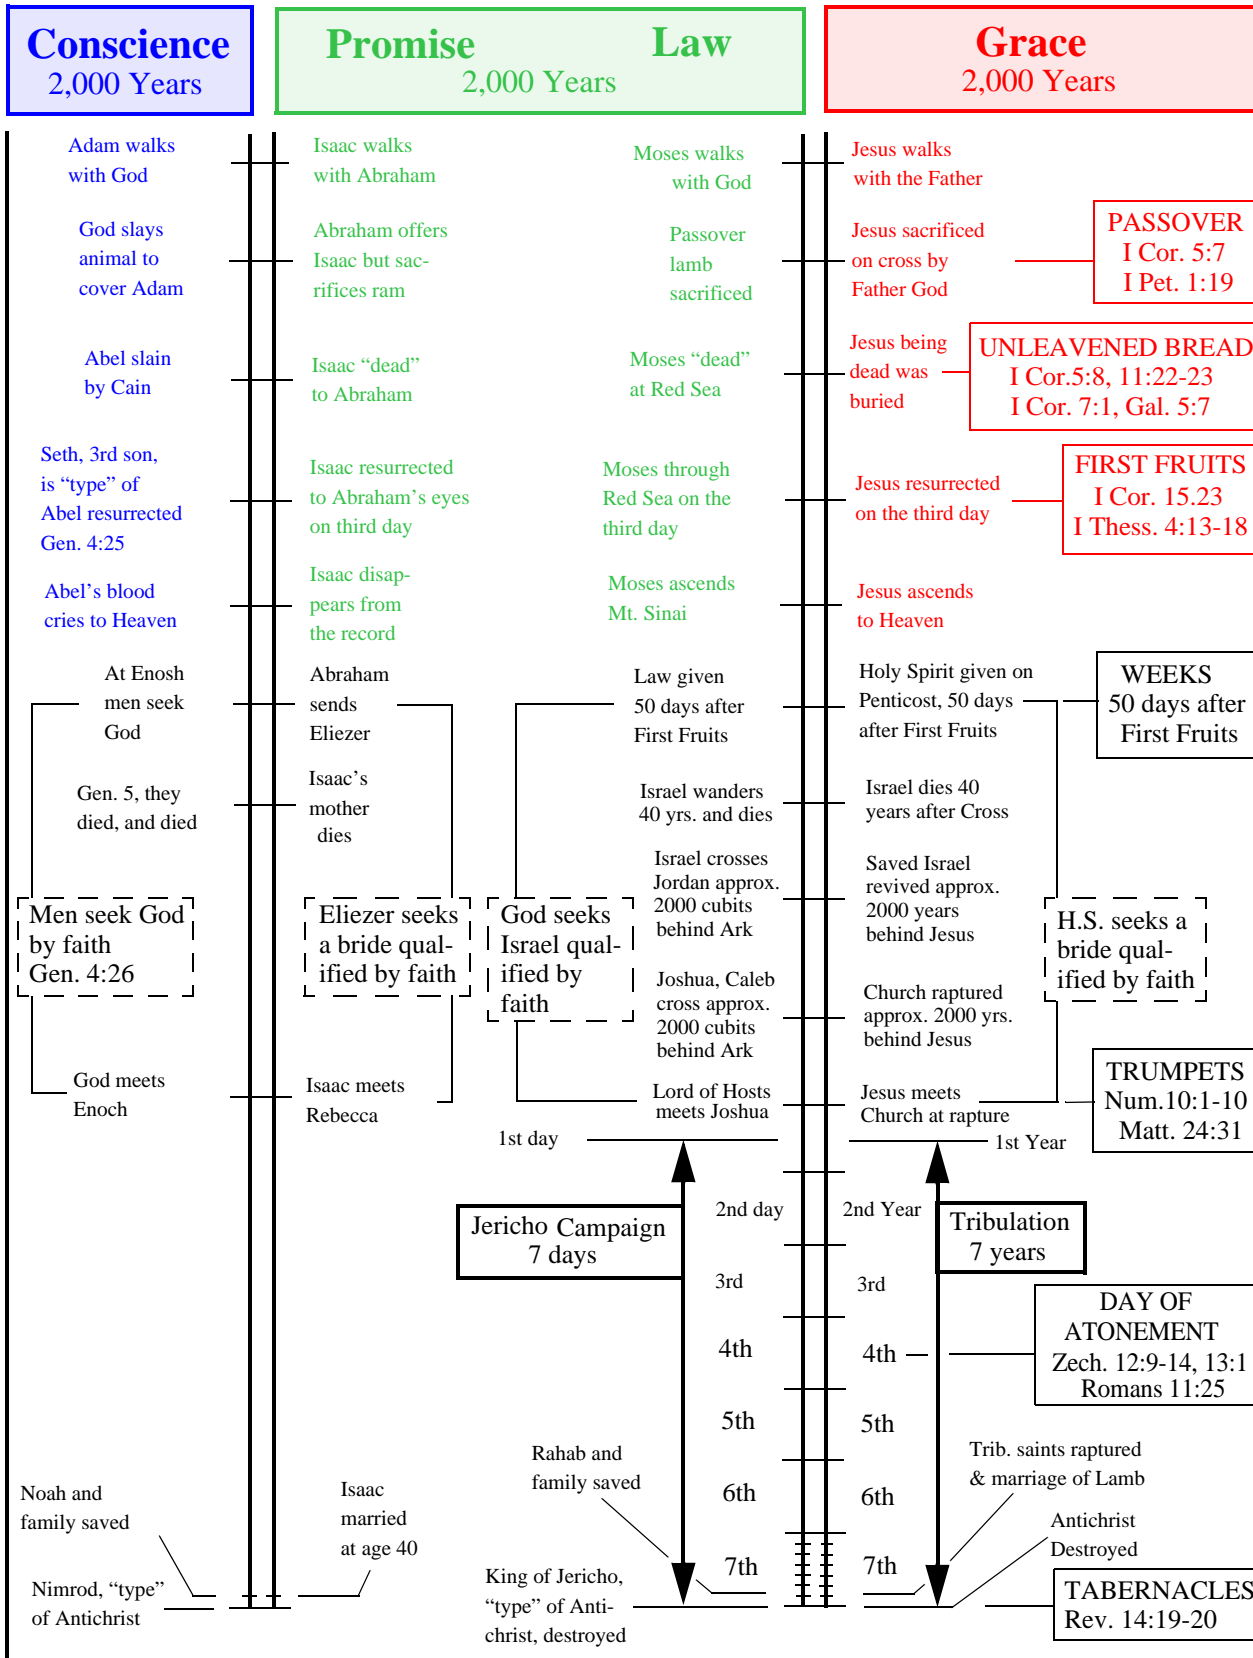 Conscience
2,000 Years
Promise
Law
2,000 Years
Grace
2,000 Years
Adam walks
with God
Isaac walks
with Abraham
Moses walks
with God
Jesus walks
with the Father
God slays
animal to
cover Adam
Abraham offers
Isaac but sac-
rifices ram
Passover
lamb
sacrificed
Jesus sacrificed
on cross by
Father God
PASSOVER
I Cor. 5:7
I Pet. 1:19
Abel slain
by Cain
Isaac “dead”
to Abraham
Moses “dead”
at Red Sea
Jesus being
dead was
buried
UNLEAVENED BREAD
I Cor.5:8, 11:22-23
I Cor. 7:1, Gal. 5:7
Seth, 3rd son,
is “type” of
Abel resurrected
Gen. 4:25
Isaac resurrected
to Abraham’s eyes
on third day
Moses through
Red Sea on the
third day
Jesus resurrected
on the third day
FIRST FRUITS
I Cor. 15.23
I Thess. 4:13-18
Abel’s blood
cries to Heaven
Isaac disap-
pears from
the record
Moses ascends
Mt. Sinai
Jesus ascends
to Heaven
At Enosh
men seek
God
Abraham
sends
Eliezer
Law given
50 days after
First Fruits
Holy Spirit given on
Penticost, 50 days
after First Fruits
WEEKS
50 days after
First Fruits
Gen. 5, they
died, and died
Isaac’s
mother
dies
Israel wanders
40 yrs. and dies
Israel dies 40
years after Cross
Israel crosses
Jordan approx.
2000 cubits
behind Ark
Saved Israel
revived approx.
2000 years
behind Jesus
Men seek God
by faith
Gen. 4:26
Eliezer seeks
a bride qual-
ified by faith
God seeks
Israel qual-
ified by
faith
H.S. seeks a
bride qual-
ified by faith
Joshua, Caleb
cross approx.
2000 cubits
behind Ark
Church raptured
approx. 2000 yrs.
behind Jesus
God meets
Enoch
Isaac meets
Rebecca
Lord of Hosts
meets Joshua
Jesus meets
Church at rapture
TRUMPETS
Num.10:1-10
Matt. 24:31
1st day
1st Year
2nd day
2nd Year
Jericho Campaign
7 days
Tribulation
7 years
3rd
3rd
4th
4th
DAY OF
ATONEMENT
Zech. 12:9-14, 13:1
Romans 11:25
5th
5th
Rahab and
family saved
Trib. saints raptured
& marriage of Lamb
6th
6th
Noah and
family saved
Isaac
married
at age 40
Antichrist
Destroyed
7th
7th
Nimrod, “type”
of Antichrist
King of Jericho,
“type” of Anti-
christ, destroyed
TABERNACLES
Rev. 14:19-20